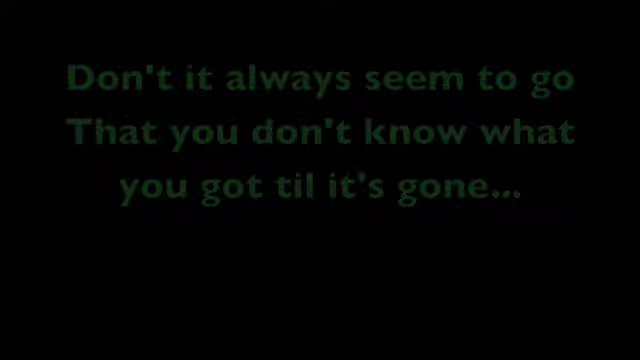 Don't it always seem to go
That you don't know what
you got til it's gone...